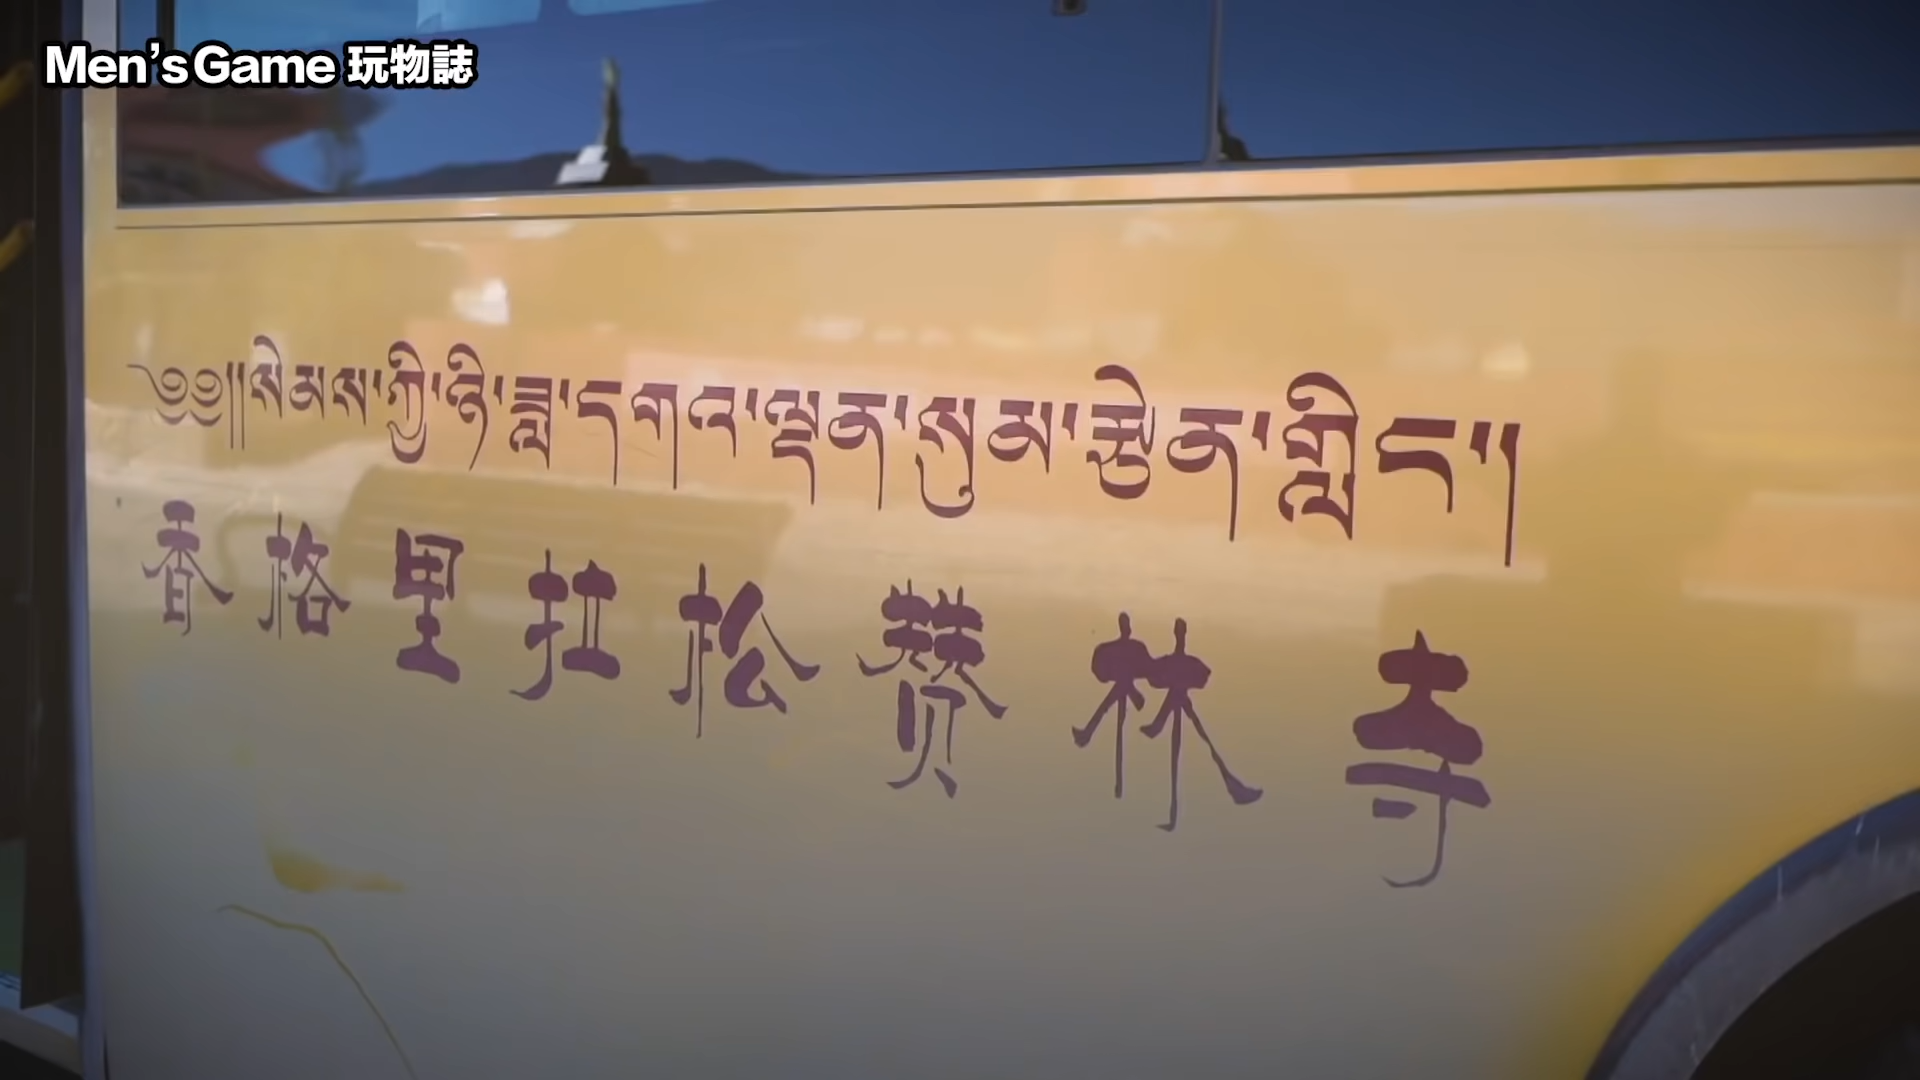 Men's Game 玩物誌
༄༅།།སེམས་ཀྱི་ཉི་ཟླ་དགའ་ལྡན་སུམ་རྩེན་གླིང་།
香格里拉松赞林寺